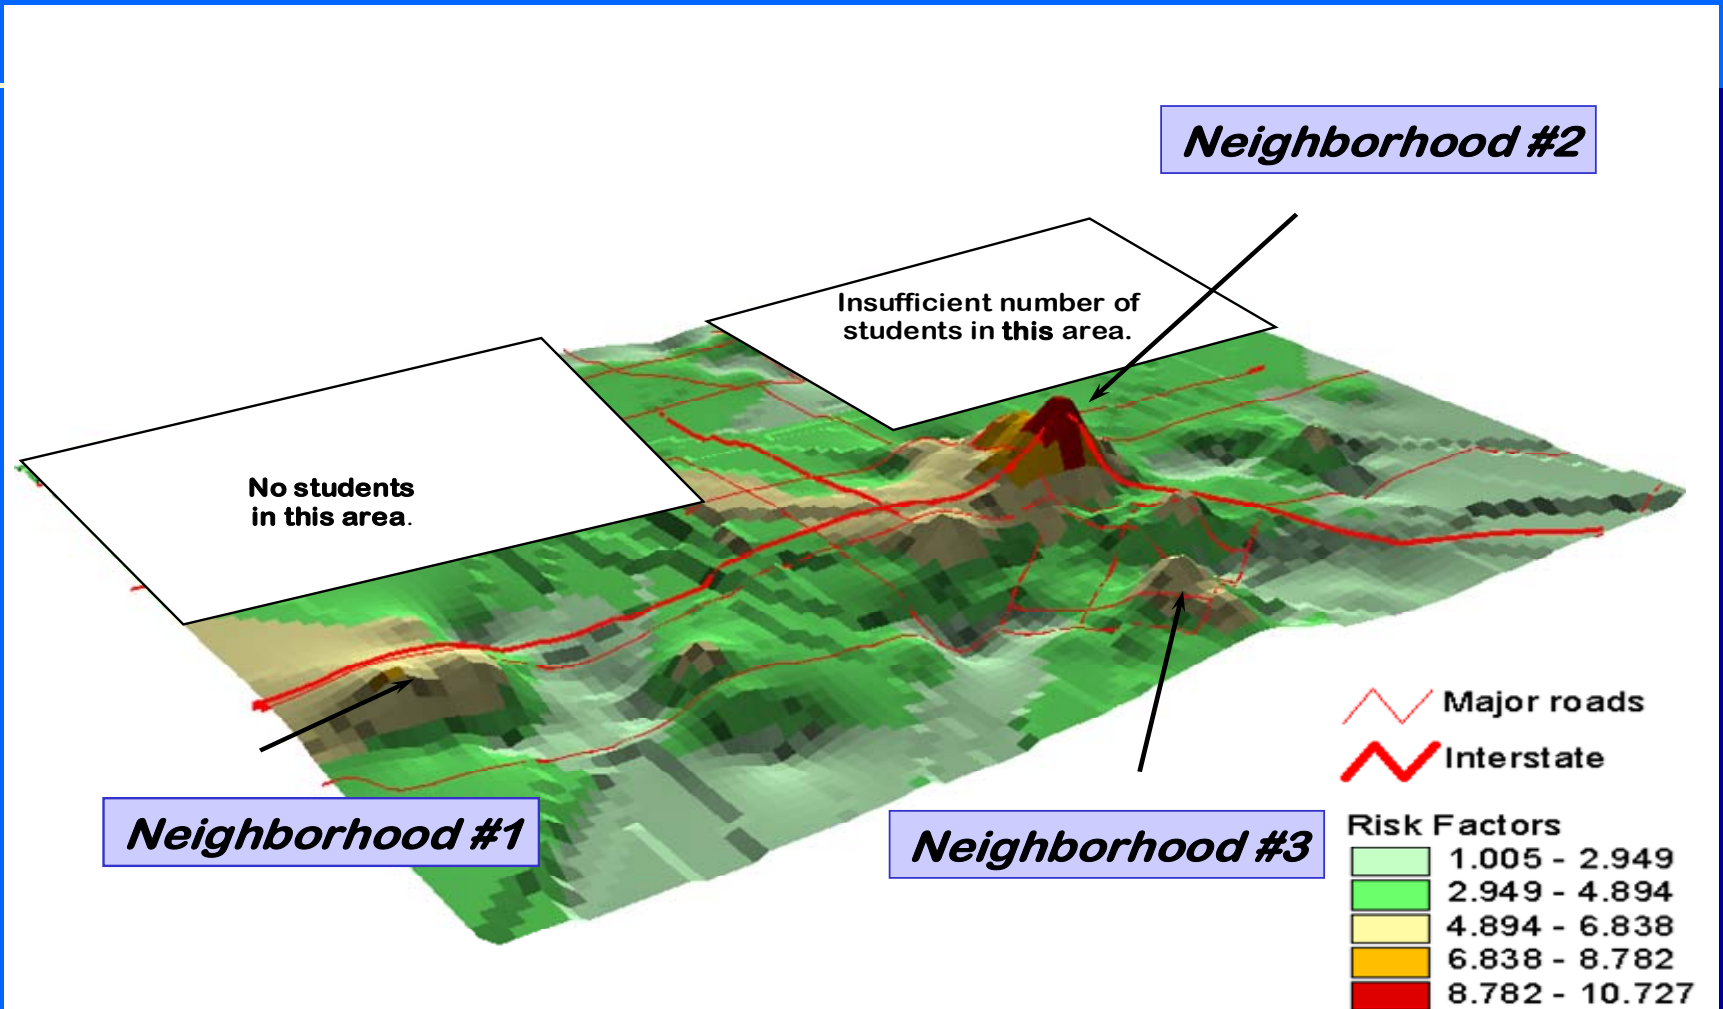 Neighborhood #2
Insufficient number of
students in this area.
No students
in this area.
Neighborhood #1
Neighborhood #3
Major roads
Interstate
Risk Factors
1.005 - 2.949
2.949 - 4.894
4.894 - 6.838
6.838 - 8.782
8.782 - 10.727